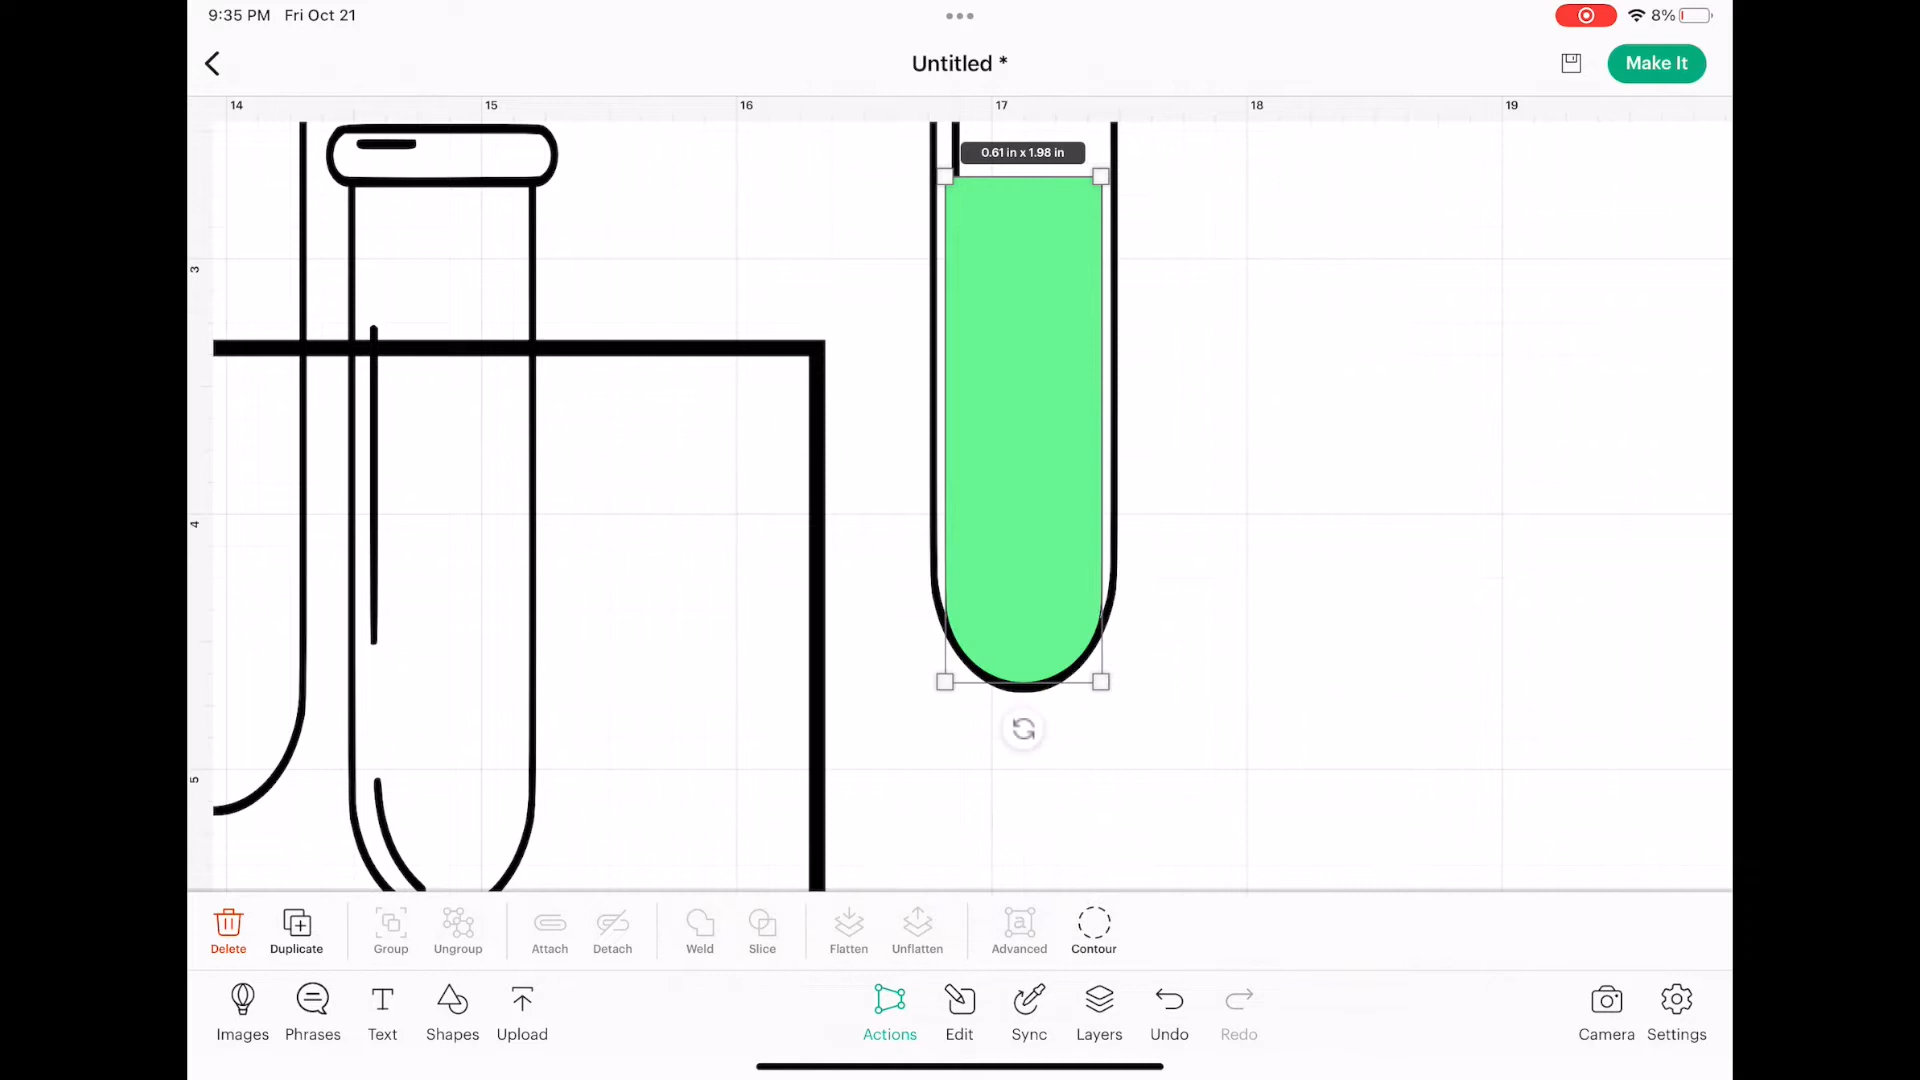 9:35 PM Fri Oct 21
8%
Untitled *
Make It
14 15 16 17 18 19
0.61 in x 1.98 in
3
4
5
Delete Duplicate Group Ungroup Attach Detach Weld Slice Flatten Unflatten Advanced Contour
Images Phrases Text Shapes Upload Actions Edit Sync Layers Undo Redo Camera Settings